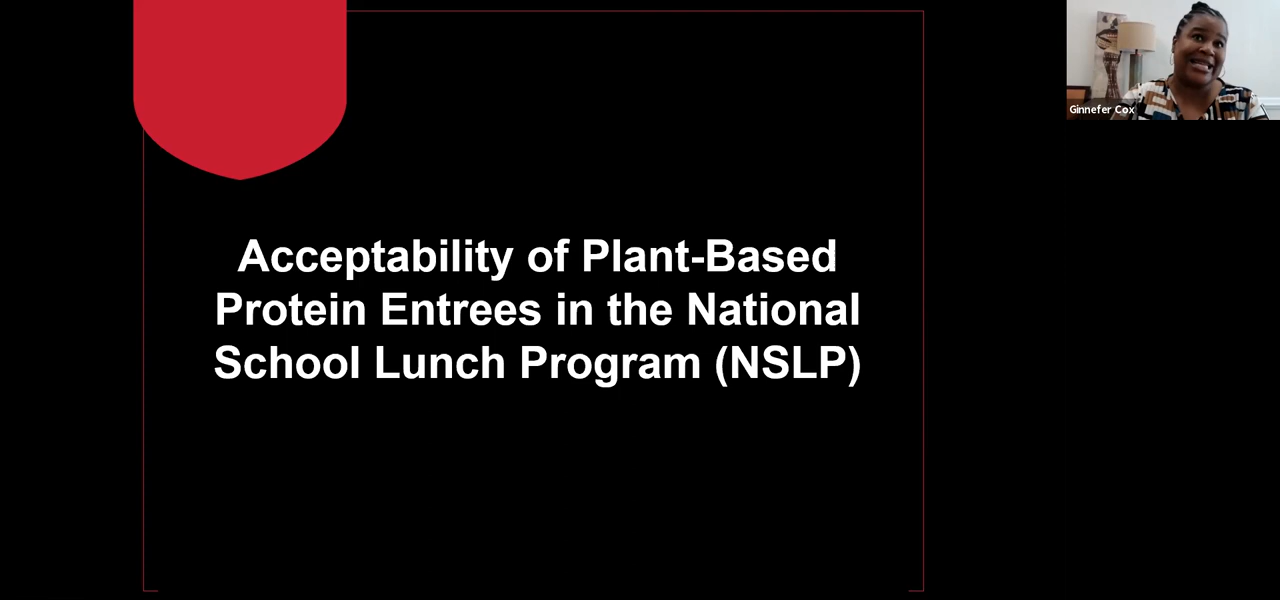 Ginnefer Cox
Acceptability of Plant-Based
Protein Entrees in the National
School Lunch Program (NSLP)